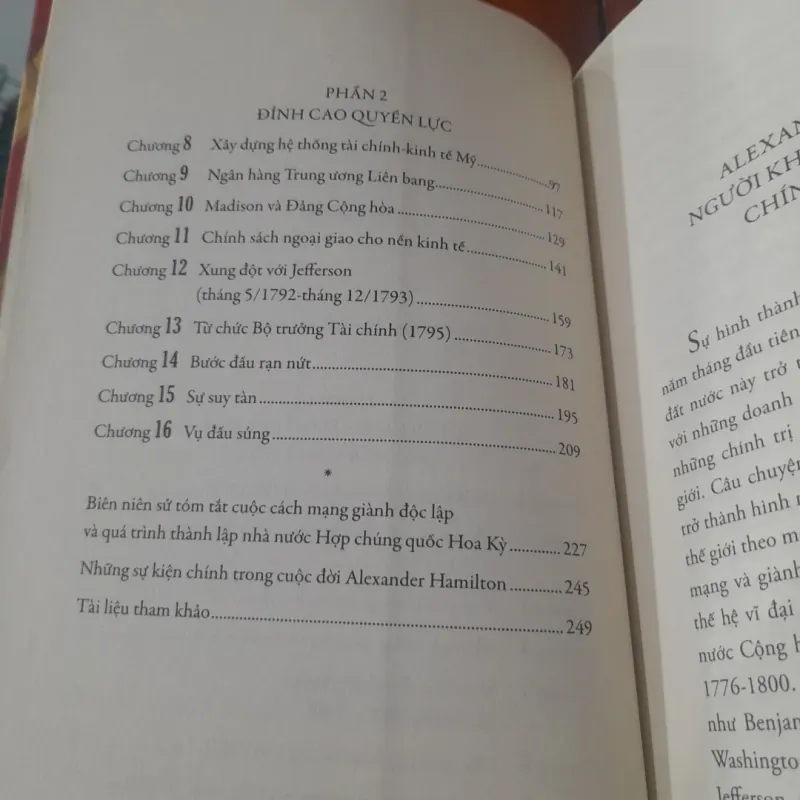 PHẦN 2
ĐỈNH CAO QUYỀN LỰC
Chương 8 Xây dựng hệ thống tài chính-kinh tế Mỹ 97
Chương 9 Ngân hàng Trung ương Liên bang 117
Chương 10 Madison và Đảng Cộng hòa 129
Chương 11 Chính sách ngoại giao cho nền kinh tế 141
Chương 12 Xung đột với Jefferson
(tháng 5/1792-tháng 12/1793) 159
Chương 13 Từ chức Bộ trưởng Tài chính (1795) 173
Chương 14 Bước đầu rạn nứt 181
Chương 15 Sự suy tàn 195
Chương 16 Vụ đấu súng 209
*
Biên niên sử tóm tắt cuộc cách mạng giành độc lập
và quá trình thành lập nhà nước Hợp chúng quốc Hoa Kỳ 227
Những sự kiện chính trong cuộc đời Alexander Hamilton 245
Tài liệu tham khảo 249
NGƯỜI
Sự hình thành
năm tháng đầu tiên
đất nước này trở
với những doanh
những chính trị
giới. Câu chuyện
trở thành hình
thế giới theo
mạng và giành
thế hệ vĩ đại
nước Cộng
1776-1800.
như
Washington
Jefferson